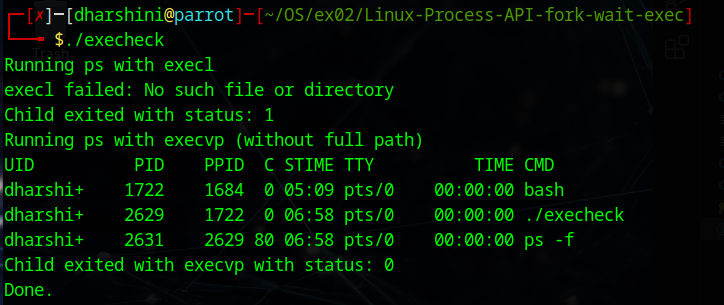 ┌─[✗]─[dharshini@parrot]─[~/OS/ex02/Linux-Process-API-fork-wait-exec]
└──╼ $./execheck
Trash
Running ps with execl
execl failed: No such file or directory
Child exited with status: 1
Running ps with execvp (without full path)
UID          PID    PPID  C STIME TTY          TIME CMD
dharshi+    1722    1684  0 05:09 pts/0    00:00:00 bash
dharshi+    2629    1722  0 06:58 pts/0    00:00:00 ./execheck
dharshi+    2631    2629 80 06:58 pts/0    00:00:00 ps -f
Child exited with execvp with status: 0
Done.